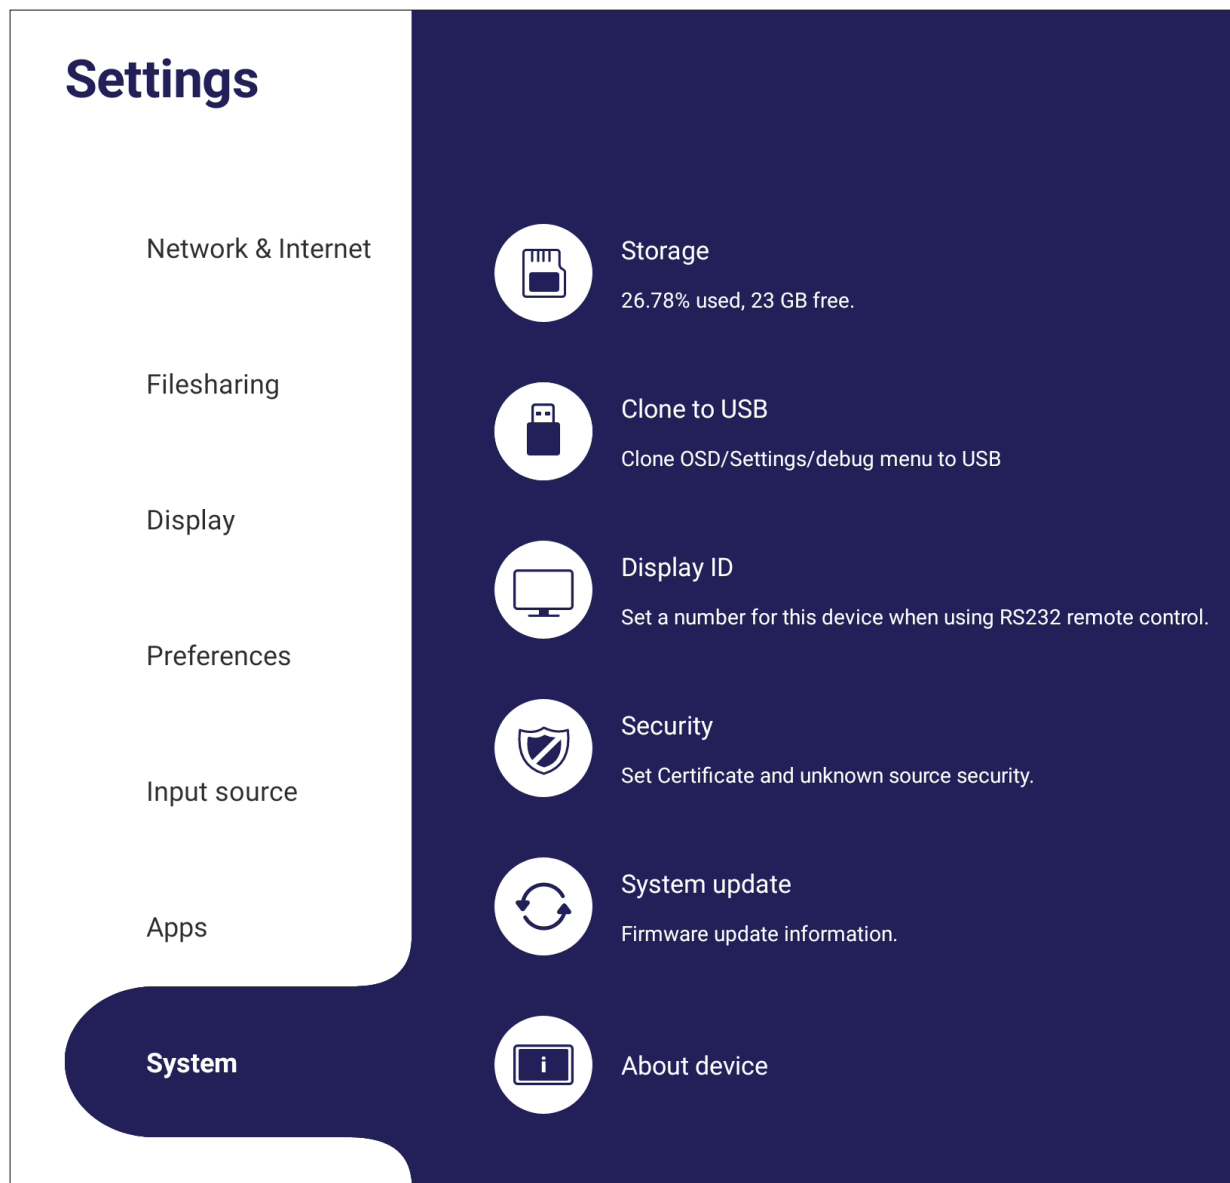 Settings
Network & Internet
Filesharing
Display
Preferences
Input source
Apps
System
Storage
26.78% used, 23 GB free.
Clone to USB
Clone OSD/Settings/debug menu to USB
Display ID
Set a number for this device when using RS232 remote control.
Security
Set Certificate and unknown source security.
System update
Firmware update information.
i
About device